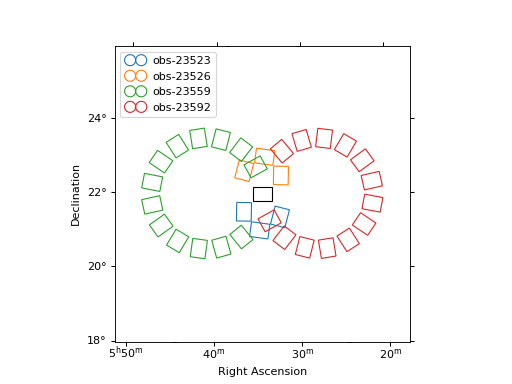 obs-23523
obs-23526
obs-23559
obs-23592
24°
22°
20°
18°
Declination
5ʰ50ᵐ 40ᵐ 30ᵐ 20ᵐ
Right Ascension